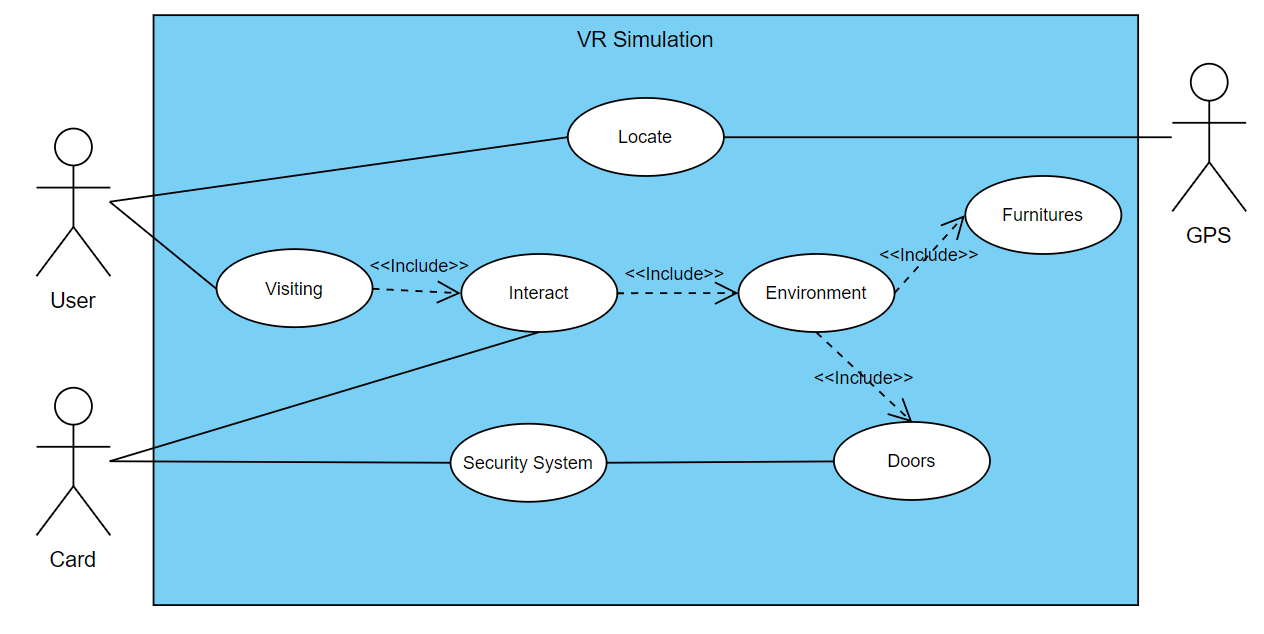 VR Simulation
Locate
Furnitures
GPS
<<Include>>
<<Include>>
<<Include>>
Visiting
Interact
Environment
User
<<Include>>
Security System
Doors
Card